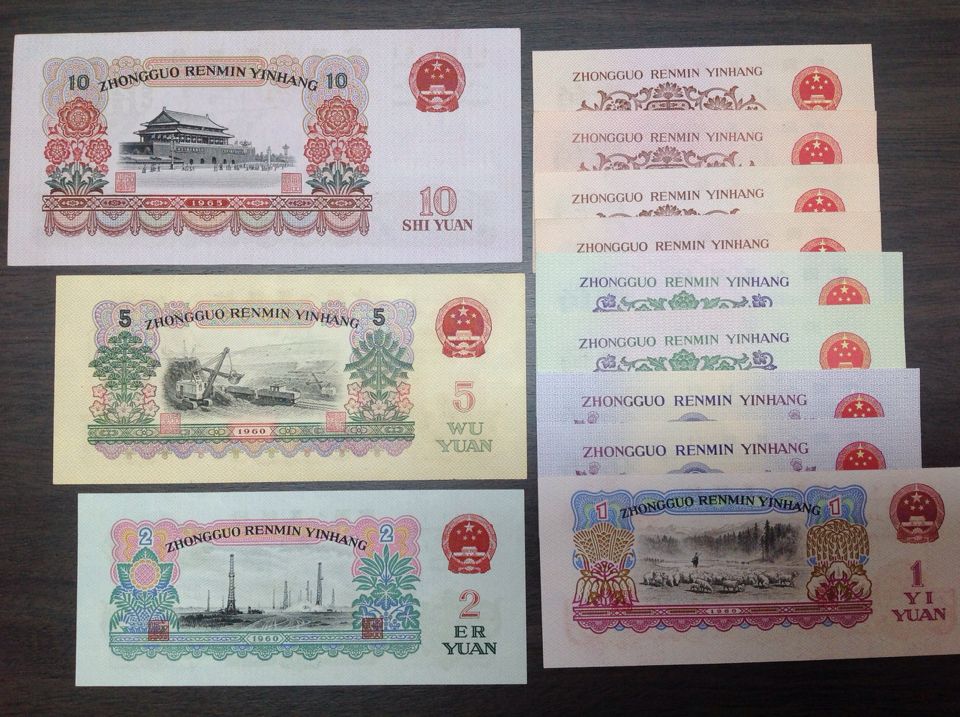 10 ZHONGGUO RENMIN YINHANG 10
1965
10
SHI YUAN
5 ZHONGGUO RENMIN YINHANG 5
1960
5
WU
YUAN
2 ZHONGGUO RENMIN YINHANG 2
1960
2
ER
YUAN
ZHONGGUO RENMIN YINHANG
ZHONGGUO RENMIN YINHANG
ZHONGGUO RENMIN YINHANG
ZHONGGUO RENMIN YINHANG
ZHONGGUO RENMIN YINHANG
ZHONGGUO RENMIN YINHANG
ZHONGGUO RENMIN YINHANG
ZHONGGUO RENMIN YINHANG
1 ZHONGGUO RENMIN YINHANG 1
1960
1
YI
YUAN